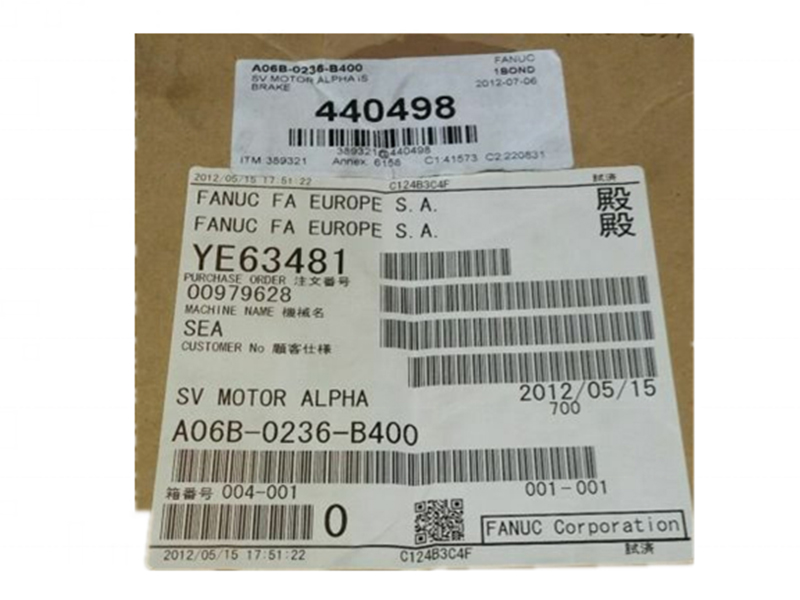 A06B-0236-B400
FANUC
SV MOTOR ALPHA iS
1BOND
BRAKE
2012-07-06
440498
389321@440498
ITM 389321 Annex. 6158 C1:41573 C2:220831
2012/05/15 17:51:22 C124B3C4F 試済
FANUC FA EUROPE S.A. 殿
FANUC FA EUROPE S.A. 殿
YE63481
PURCHASE ORDER 注文番号
00979628
MACHINE NAME 機械名
SEA
CUSTOMER No 顧客仕様
2012/05/15
SV MOTOR ALPHA
700
A06B-0236-B400
箱番号 004-001 001-001
0
FANUC Corporation
2012/05/15 17:51:22 C124B3C4F 試済